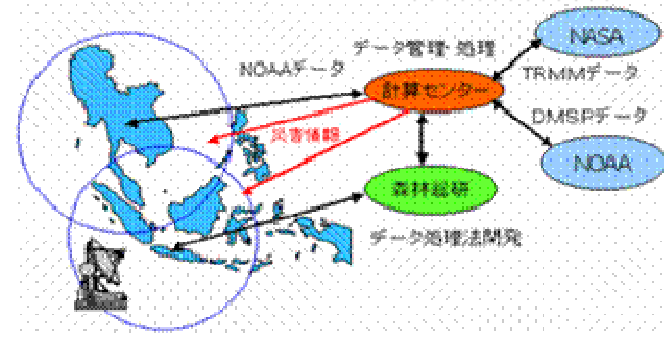 NASA
データ管理・処理
NOAAデータ
TRMMデータ
計算センター
DMSPデータ
災害情報
NOAA
森林総研
データ処理法開発